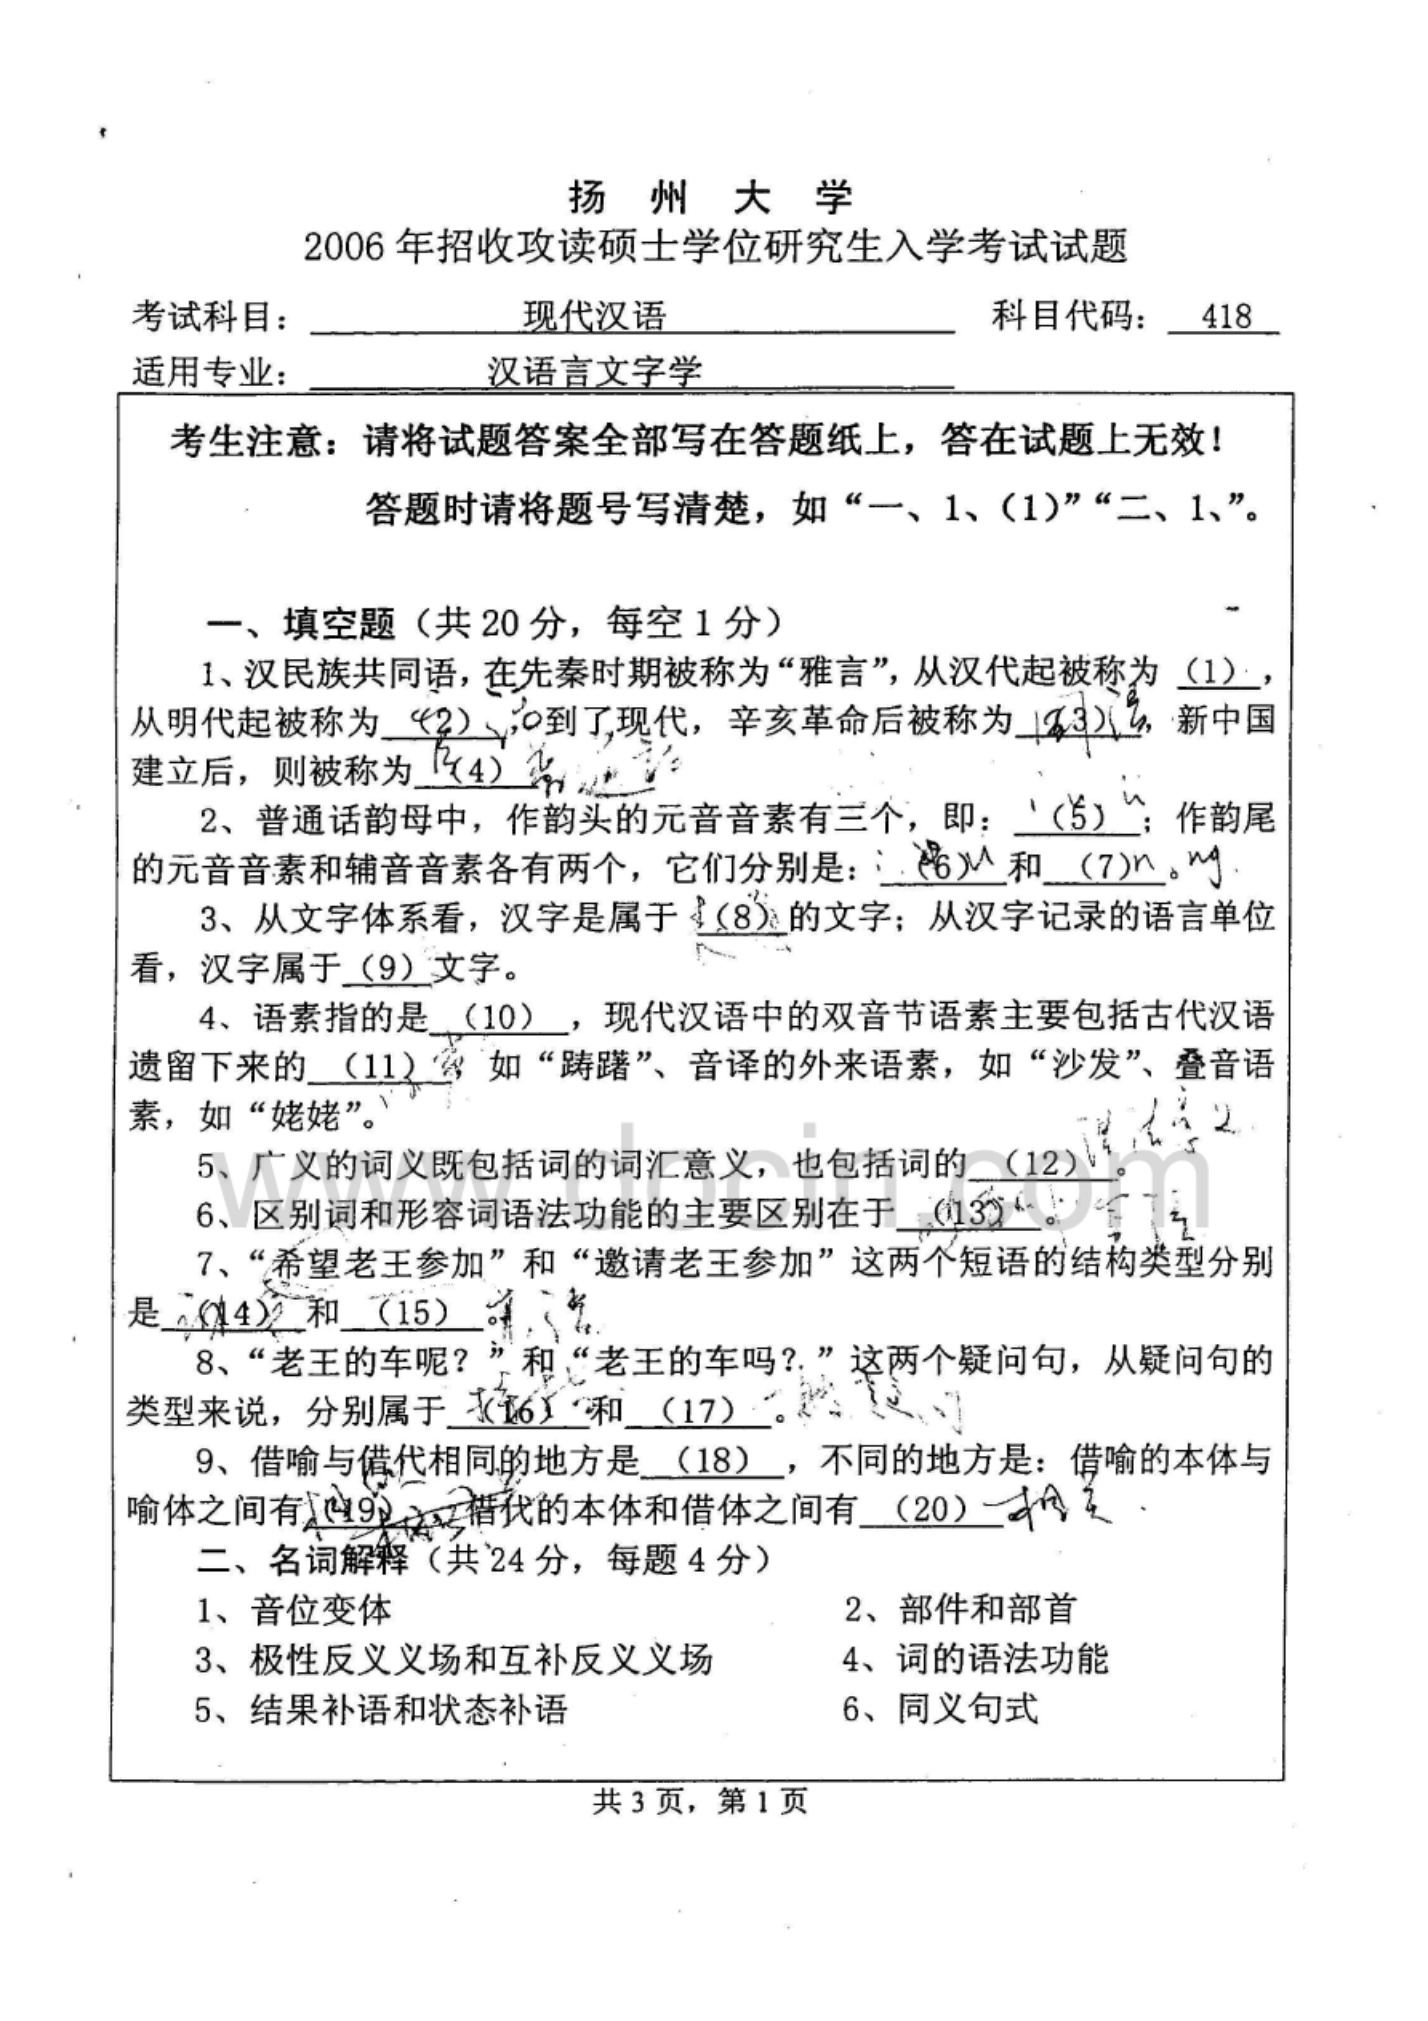 扬 州 大 学
2006 年招收攻读硕士学位研究生入学考试试题
考试科目： 现代汉语 科目代码： 418
适用专业： 汉语言文字学
考生注意：请将试题答案全部写在答题纸上，答在试题上无效！
答题时请将题号写清楚，如“一、1、（1）”“二、1、”。
一、填空题（共 20 分，每空 1 分）
1、汉民族共同语，在先秦时期被称为“雅言”，从汉代起被称为 （1） ，
从明代起被称为 （2） ，到了现代，辛亥革命后被称为 （3） 国语，新中国
建立后，则被称为 （4） 普通话
2、普通话韵母中，作韵头的元音音素有三个，即： （5） ；作韵尾
的元音音素和辅音音素各有两个，它们分别是： i （6） u 和 （7） n 。ng.
3、从文字体系看，汉字是属于 （8） 的文字；从汉字记录的语言单位
看，汉字属于 （9） 文字。
4、语素指的是 （10） ，现代汉语中的双音节语素主要包括古代汉语
遗留下来的 （11） ，如“踌躇”、音译的外来语素，如“沙发”、叠音语
素，如“姥姥”。
5、广义的词义既包括词的词汇意义，也包括词的 （12） 。
6、区别词和形容词语法功能的主要区别在于 （13） 。
7、“希望老王参加”和“邀请老王参加”这两个短语的结构类型分别
是 （14） 和 （15） 。兼语
8、“老王的车呢？”和“老王的车吗？”这两个疑问句，从疑问句的
类型来说，分别属于 （16） 和 （17） 。
9、借喻与借代相同的地方是 （18） ，不同的地方是：借喻的本体与
喻体之间有 （19） ，借代的本体和借体之间有 （20） 相关.
二、名词解释（共 24 分，每题 4 分）
1、音位变体 2、部件和部首
3、极性反义义场和互补反义义场 4、词的语法功能
5、结果补语和状态补语 6、同义句式
共 3 页，第 1 页
www.docin.com